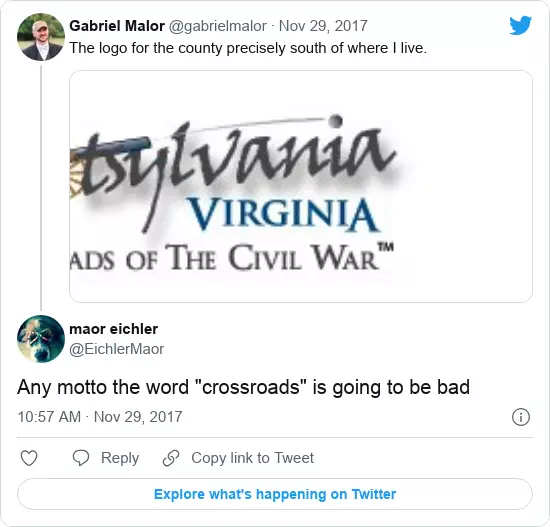 Gabriel Malor @gabrielmalor · Nov 29, 2017
The logo for the county precisely south of where I live.
tsylvania
VIRGINIA
ADS OF THE CIVIL WAR™
maor eichler
@EichlerMaor
Any motto the word "crossroads" is going to be bad
10:57 AM · Nov 29, 2017
Reply Copy link to Tweet
Explore what's happening on Twitter